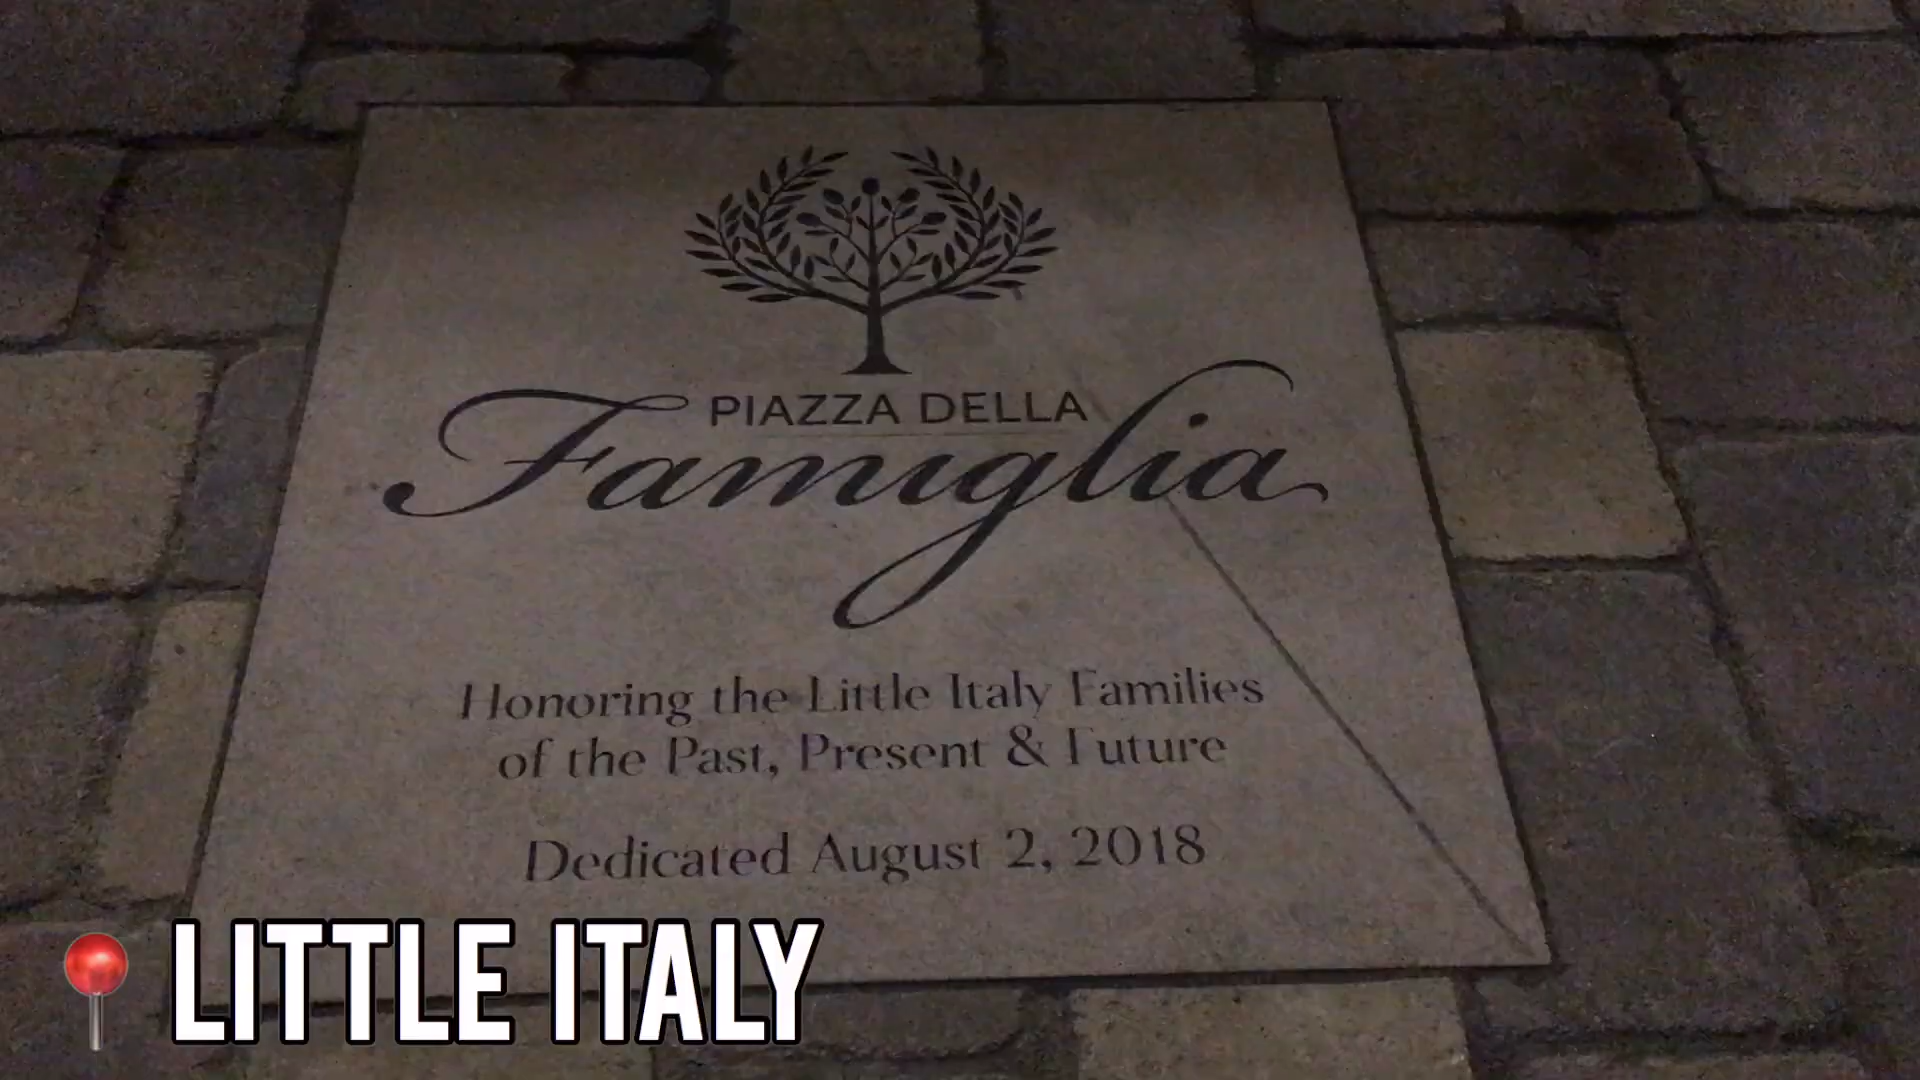 PIAZZA DELLA
Famiglia
Honoring the Little Italy Families
of the Past, Present & Future
Dedicated August 2, 2018
LITTLE ITALY